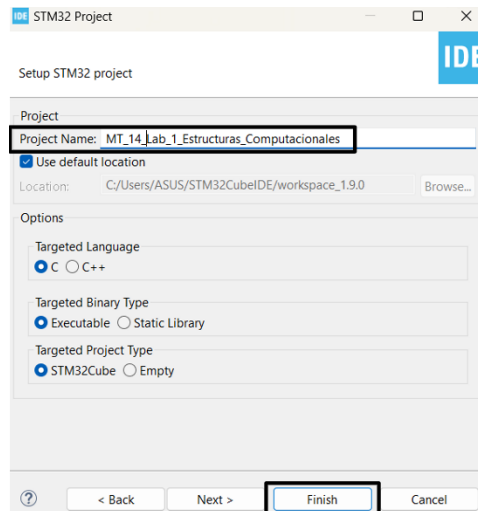 IDE STM32 Project
IDE
Setup STM32 project
Project
Project Name: MT_14_Lab_1_Estructuras_Computacionales
Use default location
Location: C:/Users/ASUS/STM32CubeIDE/workspace_1.9.0 Browse...
Options
Targeted Language
C C++
Targeted Binary Type
Executable Static Library
Targeted Project Type
STM32Cube Empty
? < Back Next > Finish Cancel